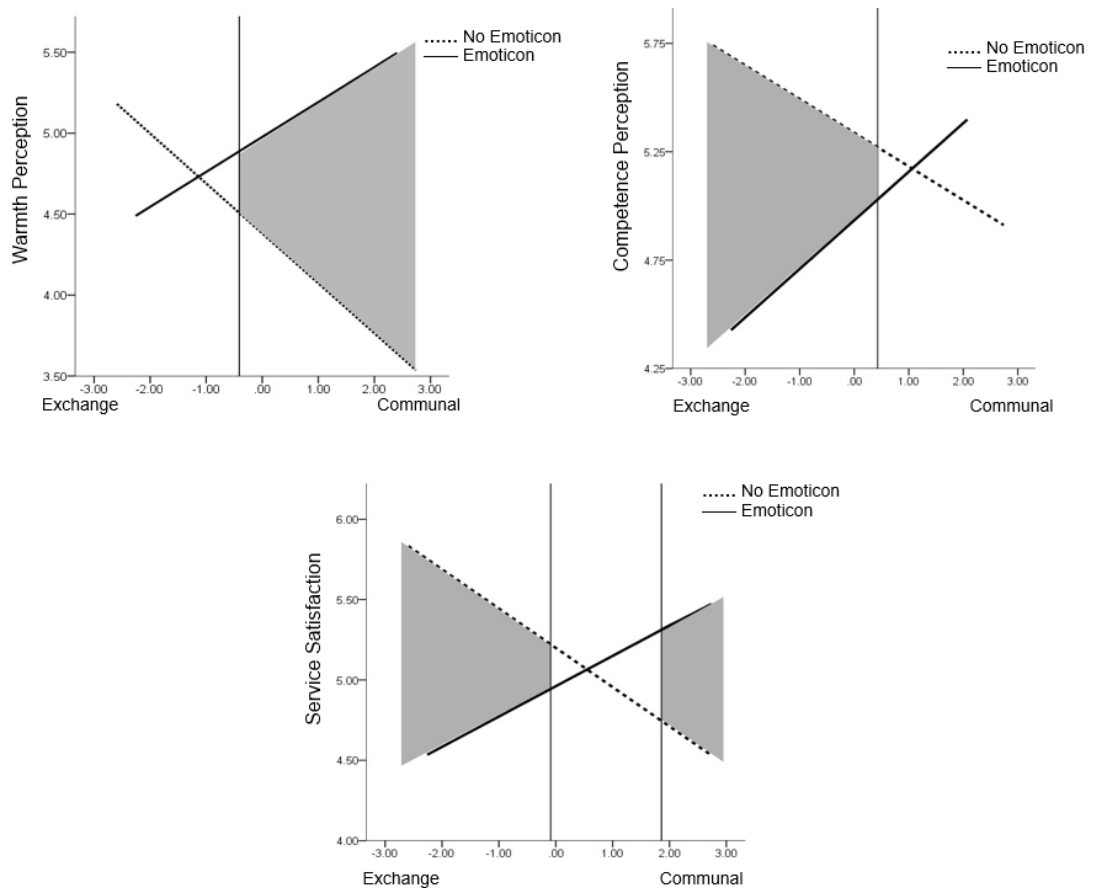 No Emoticon
Emoticon
Warmth Perception
5.50
5.00
4.50
4.00
3.50
-3.00 -2.00 -1.00 .00 1.00 2.00 3.00
Exchange Communal
No Emoticon
Emoticon
Competence Perception
5.75
5.25
4.75
4.25
-3.00 -2.00 -1.00 .00 1.00 2.00 3.00
Exchange Communal
No Emoticon
Emoticon
Service Satisfaction
6.00
5.50
5.00
4.50
4.00
-3.00 -2.00 -1.00 .00 1.00 2.00 3.00
Exchange Communal